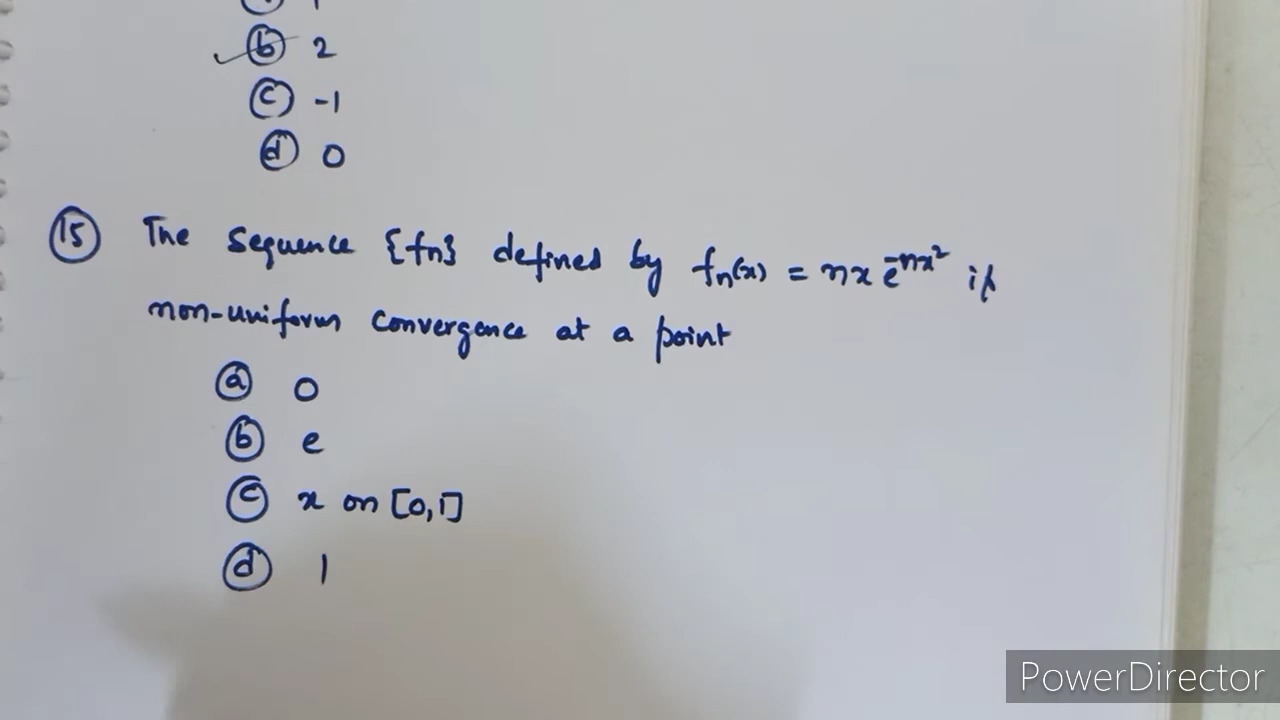 ⓑ 2
ⓒ -1
ⓓ 0
⑮ The sequence {fn} defined by fₙ(x) = nx e^-nx² is
non-uniform convergence at a point
ⓐ 0
ⓑ e
ⓒ x on [0,1]
ⓓ 1
PowerDirector